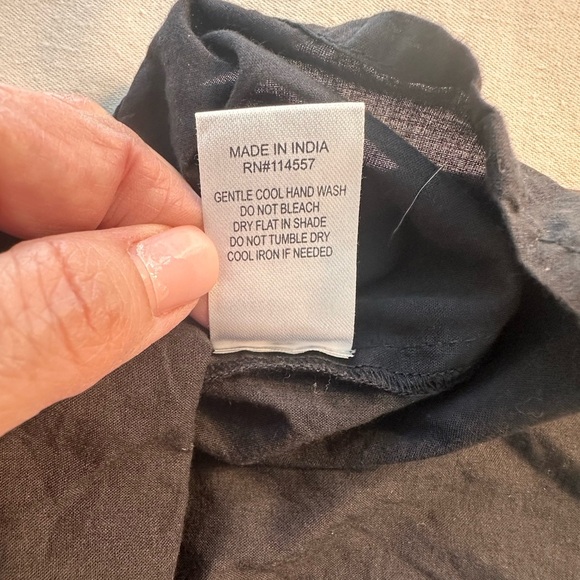 MADE IN INDIA
RN#114557
GENTLE COOL HAND WASH
DO NOT BLEACH
DRY FLAT IN SHADE
DO NOT TUMBLE DRY
COOL IRON IF NEEDED